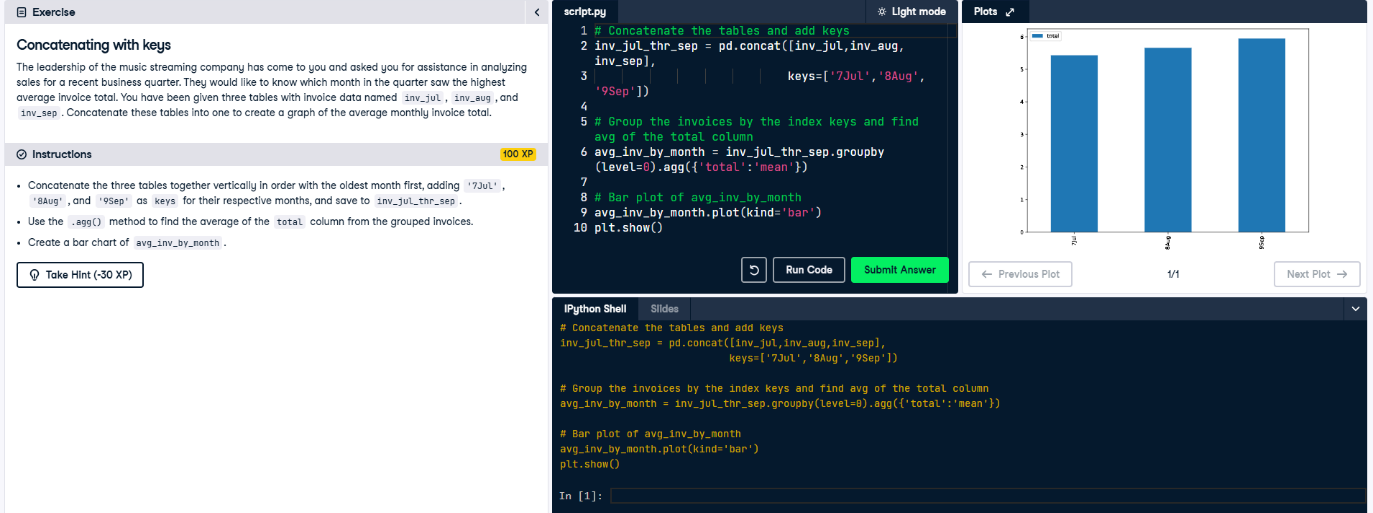 Exercise
Concatenating with keys
The leadership of the music streaming company has come to you and asked you for assistance in analyzing
sales for a recent business quarter. They would like to know which month in the quarter saw the highest
average invoice total. You have been given three tables with invoice data named inv_jul, inv_aug, and
inv_sep. Concatenate these tables into one to create a graph of the average monthly invoice total.
Instructions
100 XP
• Concatenate the three tables together vertically in order with the oldest month first, adding '7Jul',
'8Aug', and '9Sep' as keys for their respective months, and save to inv_jul_thr_sep.
• Use the .agg() method to find the average of the total column from the grouped invoices.
• Create a bar chart of avg_inv_by_month.
Take Hint (-30 XP)
script.py
Light mode
1 # Concatenate the tables and add keys
2 inv_jul_thr_sep = pd.concat([inv_jul,inv_aug,
inv_sep],
3 keys=['7Jul','8Aug',
'9Sep'])
4
5 # Group the invoices by the index keys and find
avg of the total column
6 avg_inv_by_month = inv_jul_thr_sep.groupby
(level=0).agg({'total':'mean'})
7
8 # Bar plot of avg_inv_by_month
9 avg_inv_by_month.plot(kind='bar')
10 plt.show()
Run Code
Submit Answer
Plots
total
6
5
4
3
2
1
0
7Jul
8Aug
9Sep
← Previous Plot
1/1
Next Plot →
IPython Shell
Slides
# Concatenate the tables and add keys
inv_jul_thr_sep = pd.concat([inv_jul,inv_aug,inv_sep],
keys=['7Jul','8Aug','9Sep'])
# Group the invoices by the index keys and find avg of the total column
avg_inv_by_month = inv_jul_thr_sep.groupby(level=0).agg({'total':'mean'})
# Bar plot of avg_inv_by_month
avg_inv_by_month.plot(kind='bar')
plt.show()
In [1]: